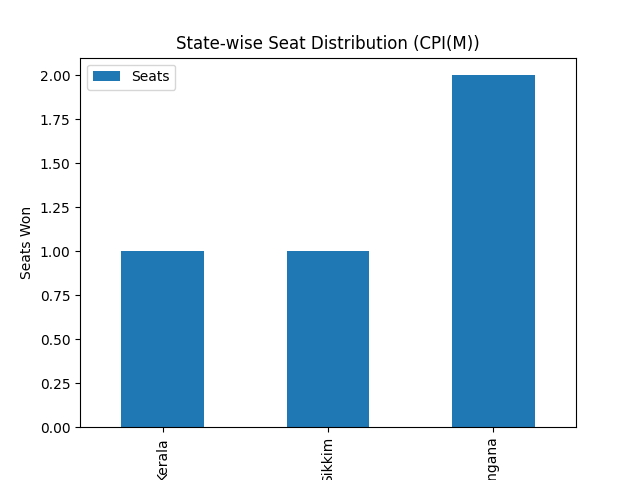 State-wise Seat Distribution (CPI(M))
Seats
2.00
1.75
1.50
1.25
1.00
0.75
0.50
0.25
0.00
Seats Won
Kerala
Sikkim
ngana